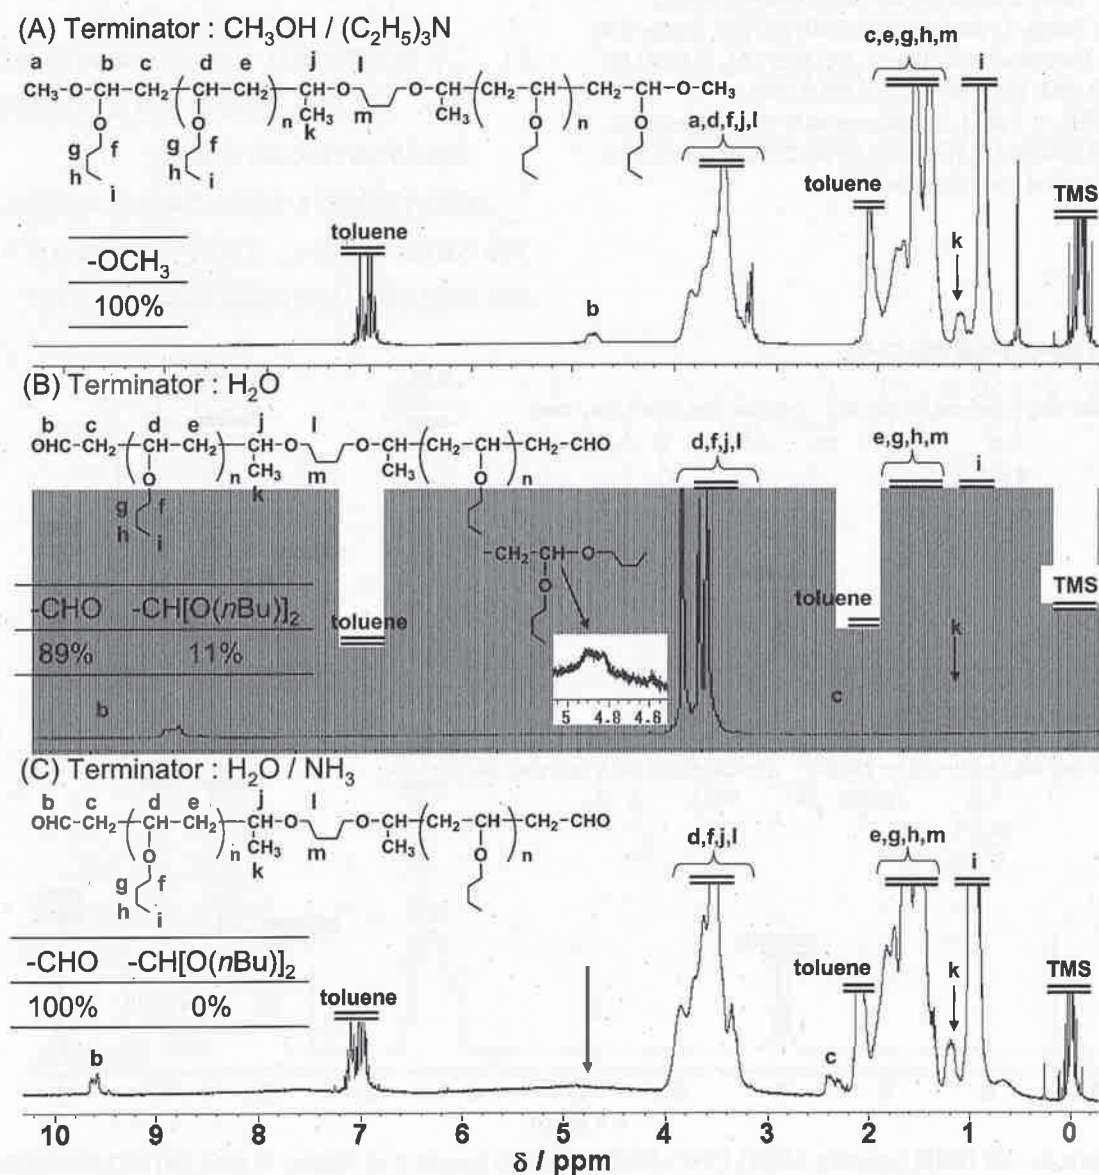 (A) Terminator : CH₃OH / (C₂H₅)₃N
a b c d e j l
CH₃-O-CH-CH₂-(CH-CH₂)n-CH-O O-CH-(CH₂-CH)n-CH₂-CH-O-CH₃
O O CH₃ m CH₃ O O
k
g f g f
h i h i
c,e,g,h,m
i
a,d,f,j,l
toluene
TMS
toluene
k
b
-OCH₃
100%
(B) Terminator : H₂O
b c d e j l
OHC-CH₂-(CH-CH₂)n-CH-O O-CH-(CH₂-CH)n-CH₂-CHO
O CH₃ m CH₃ O
k
g f
h i
d,f,j,l
e,g,h,m
i
-CH₂-CH-O
O
-CHO -CH[O(nBu)]₂
89% 11%
toluene
toluene
TMS
k
b
c
5 4.8 4.6
(C) Terminator : H₂O / NH₃
b c d e j l
OHC-CH₂-(CH-CH₂)n-CH-O O-CH-(CH₂-CH)n-CH₂-CHO
O CH₃ m CH₃ O
k
g f
h i
d,f,j,l
e,g,h,m
i
-CHO -CH[O(nBu)]₂
100% 0%
toluene
toluene
k
TMS
b
c
10 9 8 7 6 5 4 3 2 1 0
δ / ppm